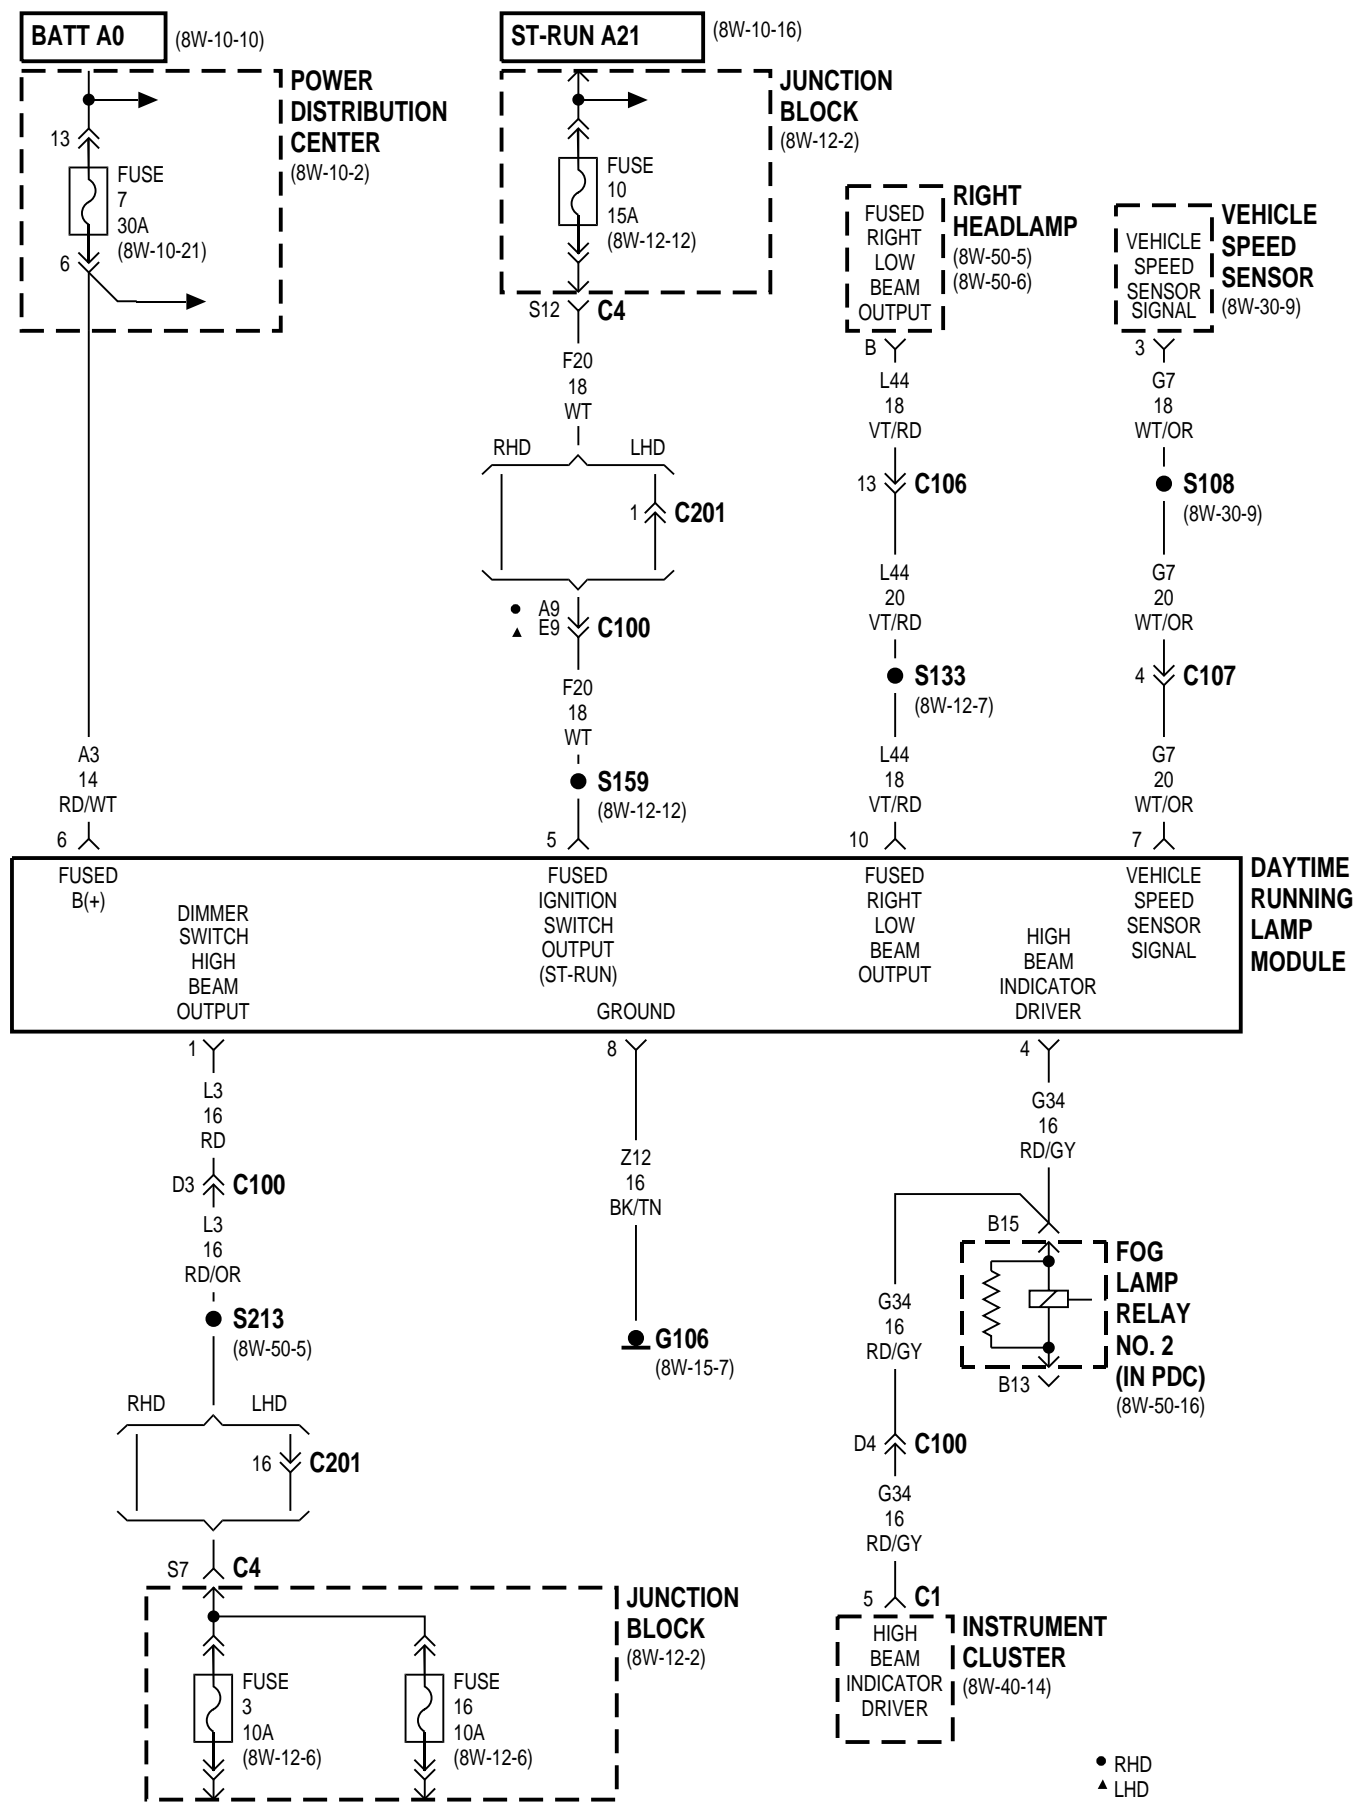 BATT A0
(8W-10-10)
ST-RUN A21
(8W-10-16)
POWER
DISTRIBUTION
CENTER
(8W-10-2)
13
FUSE
7
30A
(8W-10-21)
6
JUNCTION
BLOCK
(8W-12-2)
FUSE
10
15A
(8W-12-12)
S12
C4
F20
18
WT
RHD
LHD
1
C201
A9
E9
C100
F20
18
WT
S159
(8W-12-12)
5
A3
14
RD/WT
6
FUSED
RIGHT
LOW
BEAM
OUTPUT
RIGHT
HEADLAMP
(8W-50-5)
(8W-50-6)
B
L44
18
VT/RD
13
C106
L44
20
VT/RD
S133
(8W-12-7)
L44
18
VT/RD
10
VEHICLE
SPEED
SENSOR
SIGNAL
VEHICLE
SPEED
SENSOR
(8W-30-9)
3
G7
18
WT/OR
S108
(8W-30-9)
G7
20
WT/OR
4
C107
G7
20
WT/OR
7
FUSED
B(+)
DIMMER
SWITCH
HIGH
BEAM
OUTPUT
FUSED
IGNITION
SWITCH
OUTPUT
(ST-RUN)
GROUND
FUSED
RIGHT
LOW
BEAM
OUTPUT
HIGH
BEAM
INDICATOR
DRIVER
VEHICLE
SPEED
SENSOR
SIGNAL
DAYTIME
RUNNING
LAMP
MODULE
1
L3
16
RD
D3
C100
L3
16
RD/OR
S213
(8W-50-5)
RHD
LHD
16
C201
S7
C4
JUNCTION
BLOCK
(8W-12-2)
FUSE
3
10A
(8W-12-6)
FUSE
16
10A
(8W-12-6)
8
Z12
16
BK/TN
G106
(8W-15-7)
4
G34
16
RD/GY
B15
FOG
LAMP
RELAY
NO. 2
(IN PDC)
(8W-50-16)
B13
G34
16
RD/GY
D4
C100
G34
16
RD/GY
5
C1
HIGH
BEAM
INDICATOR
DRIVER
INSTRUMENT
CLUSTER
(8W-40-14)
RHD
LHD